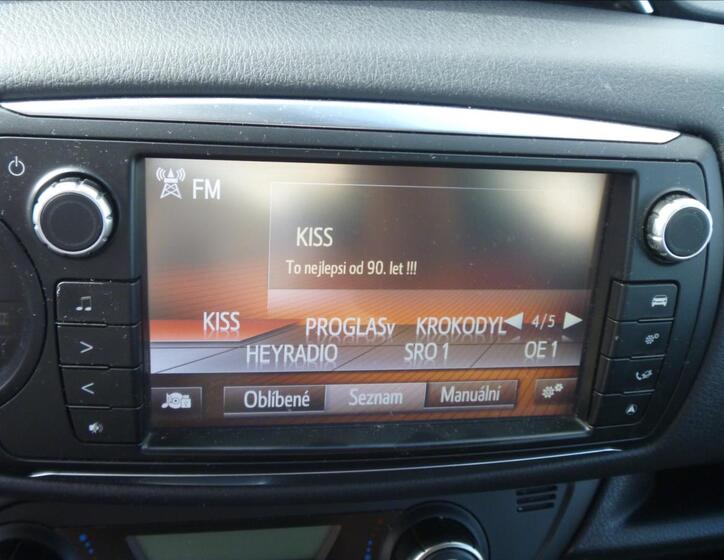 FM
KISS
To nejlepsi od 90. let !!!
KISS PROGLASv KROKODYL 4/5
HEYRADIO SRO 1 OE 1
Oblíbené Seznam Manuální